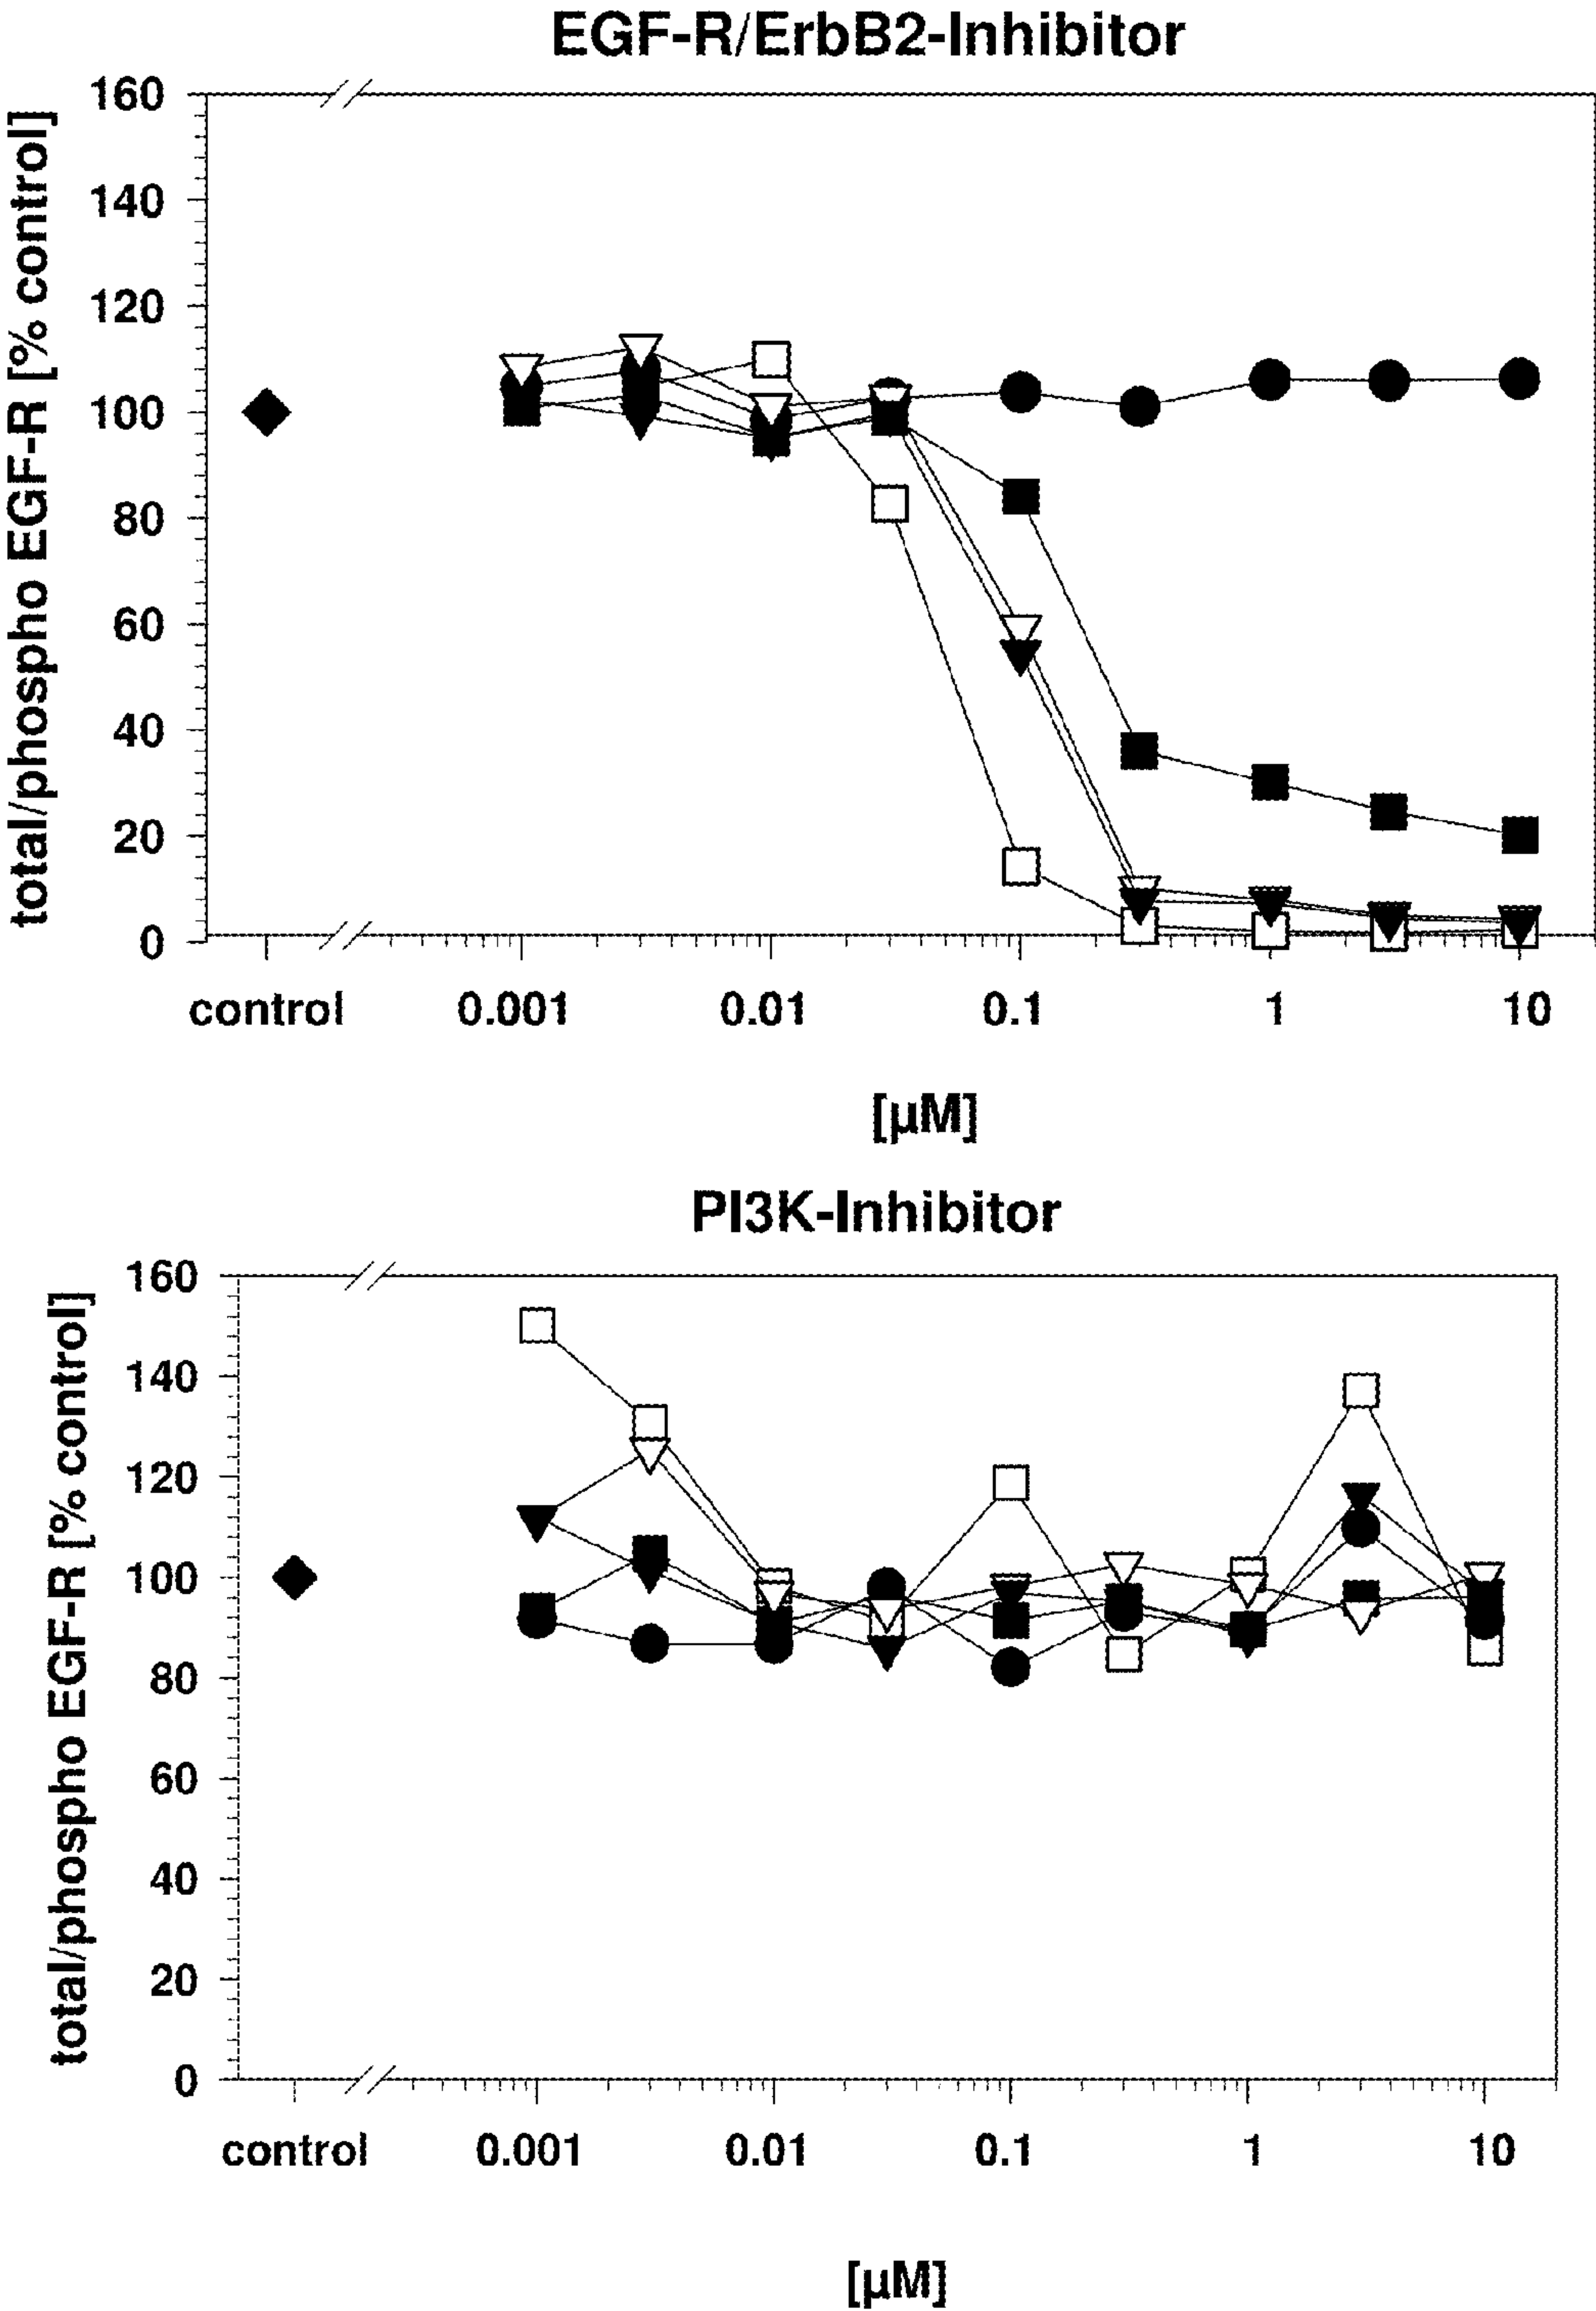 EGF-R/ErbB2-Inhibitor
total/phospho EGF-R [% control]
160
140
120
100
80
60
40
20
0
control 0.001 0.01 0.1 1 10
[µM]
PI3K-Inhibitor
total/phospho EGF-R [% control]
160
140
120
100
80
60
40
20
0
control 0.001 0.01 0.1 1 10
[µM]